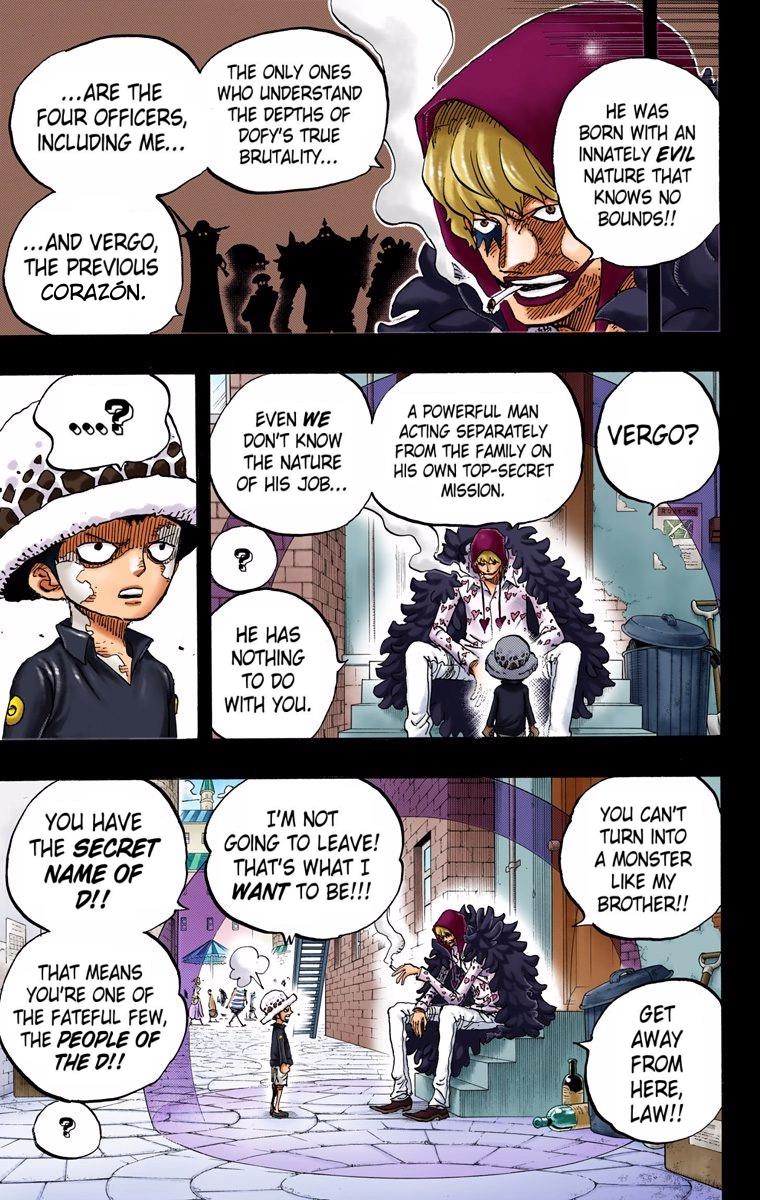 HE WAS
BORN WITH AN
INNATELY EVIL
NATURE THAT
KNOWS NO
BOUNDS!!
THE ONLY ONES
WHO UNDERSTAND
THE DEPTHS OF
DOFY'S TRUE
BRUTALITY...
...ARE THE
FOUR OFFICERS,
INCLUDING ME...
...AND VERGO,
THE PREVIOUS
CORAZÓN.
VERGO?
A POWERFUL MAN
ACTING SEPARATELY
FROM THE FAMILY ON
HIS OWN TOP-SECRET
MISSION.
EVEN WE
DON'T KNOW
THE NATURE
OF HIS JOB...
?
HE HAS
NOTHING
TO DO
WITH YOU.
...?
YOU CAN'T
TURN INTO
A MONSTER
LIKE MY
BROTHER!!
GET
AWAY
FROM
HERE,
LAW!!
I'M NOT
GOING TO LEAVE!
THAT'S WHAT I
WANT TO BE!!!
YOU HAVE
THE SECRET
NAME OF
D!!
THAT MEANS
YOU'RE ONE OF
THE FATEFUL FEW,
THE PEOPLE OF
THE D!!
?